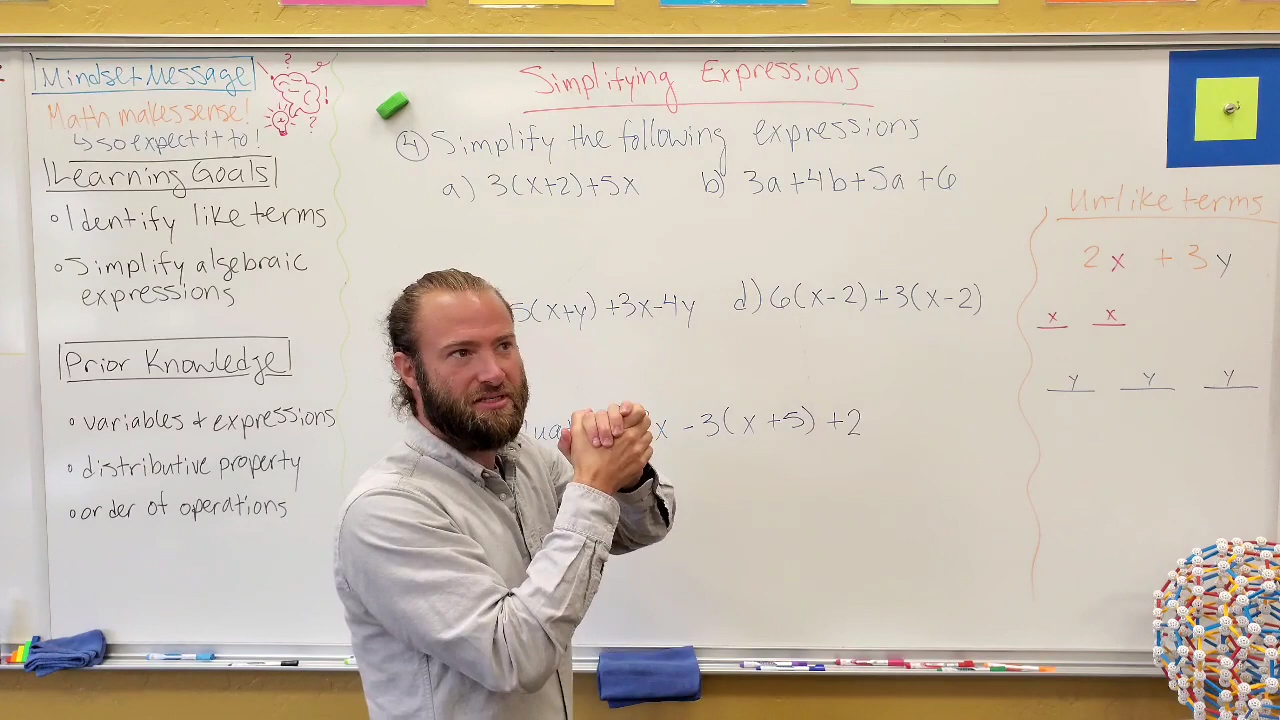 Mindset Message
Math makes sense!
↳ so expect it to!
Learning Goals
• Identify like terms
• Simplify algebraic
expressions
Prior Knowledge
• variables + expressions
• distributive property
• order of operations
Simplifying Expressions
④ Simplify the following expressions
a) 3(x+2)+5x b) 3a+4b+5a+6
5(x+y)+3x-4y d) 6(x-2)+3(x-2)
x -3(x+5)+2
Unlike terms
2x + 3y
x x
y y y